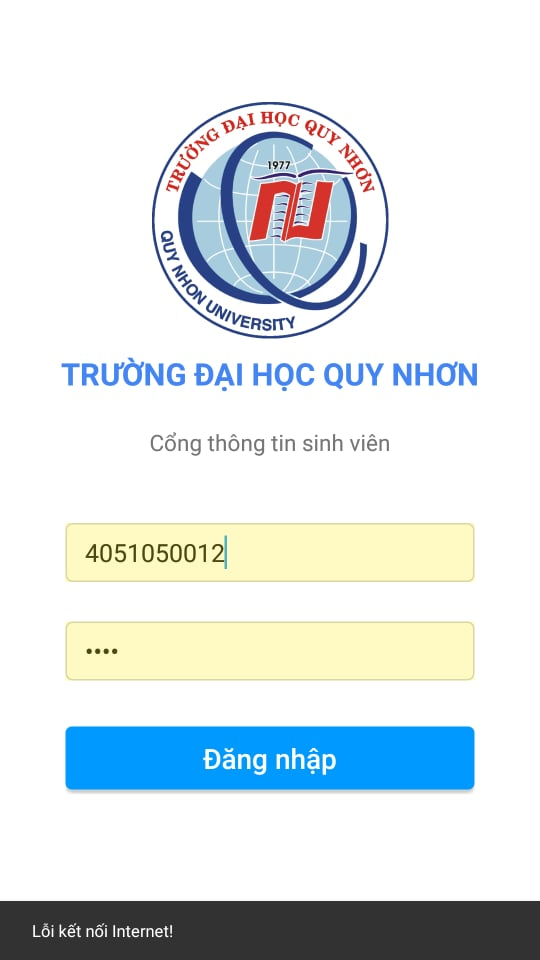 TRƯỜNG ĐẠI HỌC QUY NHƠN
1977
QUY NHON UNIVERSITY
TRƯỜNG ĐẠI HỌC QUY NHƠN
Cổng thông tin sinh viên
4051050012
••••
Đăng nhập
Lỗi kết nối Internet!